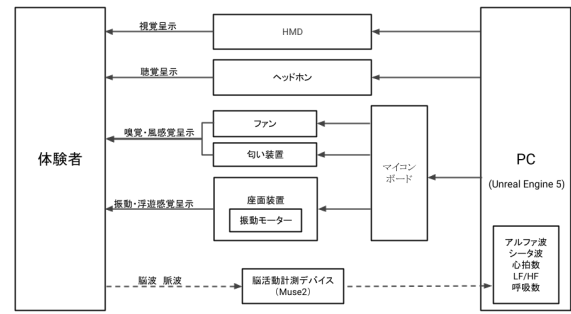 視覚呈示
HMD
聴覚呈示
ヘッドホン
嗅覚・風感覚呈示
ファン
匂い装置
体験者
マイコン
ボード
PC
(Unreal Engine 5)
座面装置
振動・浮遊感覚呈示
振動モーター
アルファ波
シータ波
心拍数
LF/HF
呼吸数
脳波 脈波
脳活動計測デバイス
(Muse2)